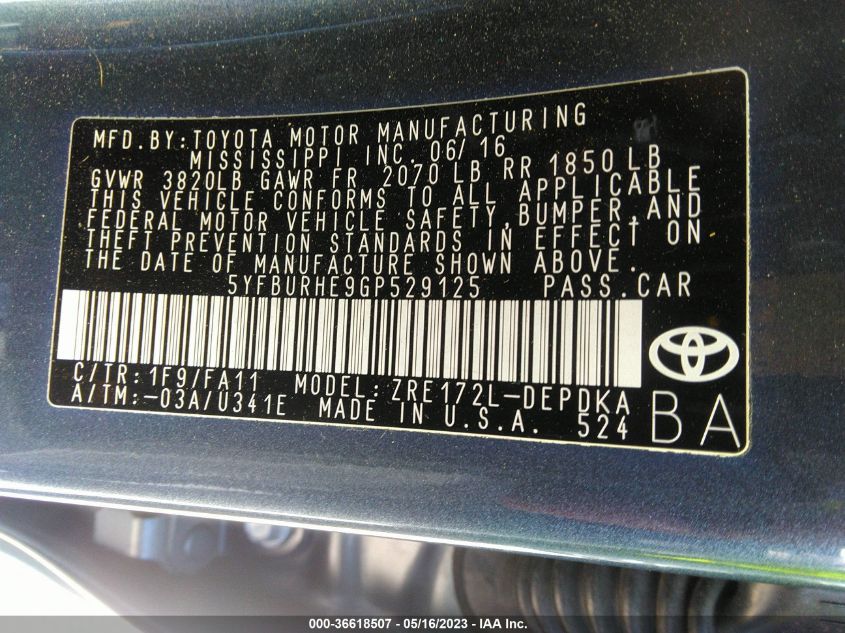 MFD. BY: TOYOTA MOTOR MANUFACTURING
MISSISSIPPI INC. 06/16
GVWR 3820LB GAWR FR 2070 LB RR 1850 LB
THIS VEHICLE CONFORMS TO ALL APPLICABLE
FEDERAL MOTOR VEHICLE SAFETY, BUMPER, AND
THEFT PREVENTION STANDARDS IN EFFECT ON
THE DATE OF MANUFACTURE SHOWN ABOVE.
5YFBURHE9GP529125 PASS.CAR
C/TR: 1F9/FA11 MODEL: ZRE172L-DEPDKA
A/TM:-03A/U341E MADE IN U.S.A. 524
BA
000-36618507 - 05/16/2023 - IAA Inc.